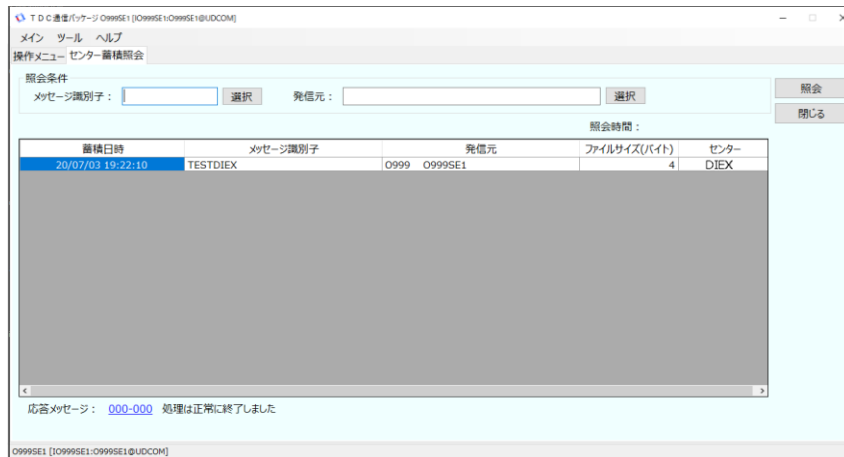 TDC通信パッケージ O999SE1 [IO999SE1:O999SE1@UDCOM]
メイン ツール ヘルプ
操作メニュー センター蓄積照会
照会条件
メッセージ識別子： 選択 発信元： 選択
照会
閉じる
照会時間：
蓄積日時 メッセージ識別子 発信元 ファイルサイズ(バイト) センター
20/07/03 19:22:10 TESTDIEX O999 O999SE1 4 DIEX
応答メッセージ： 000-000 処理は正常に終了しました
O999SE1 [IO999SE1:O999SE1@UDCOM]